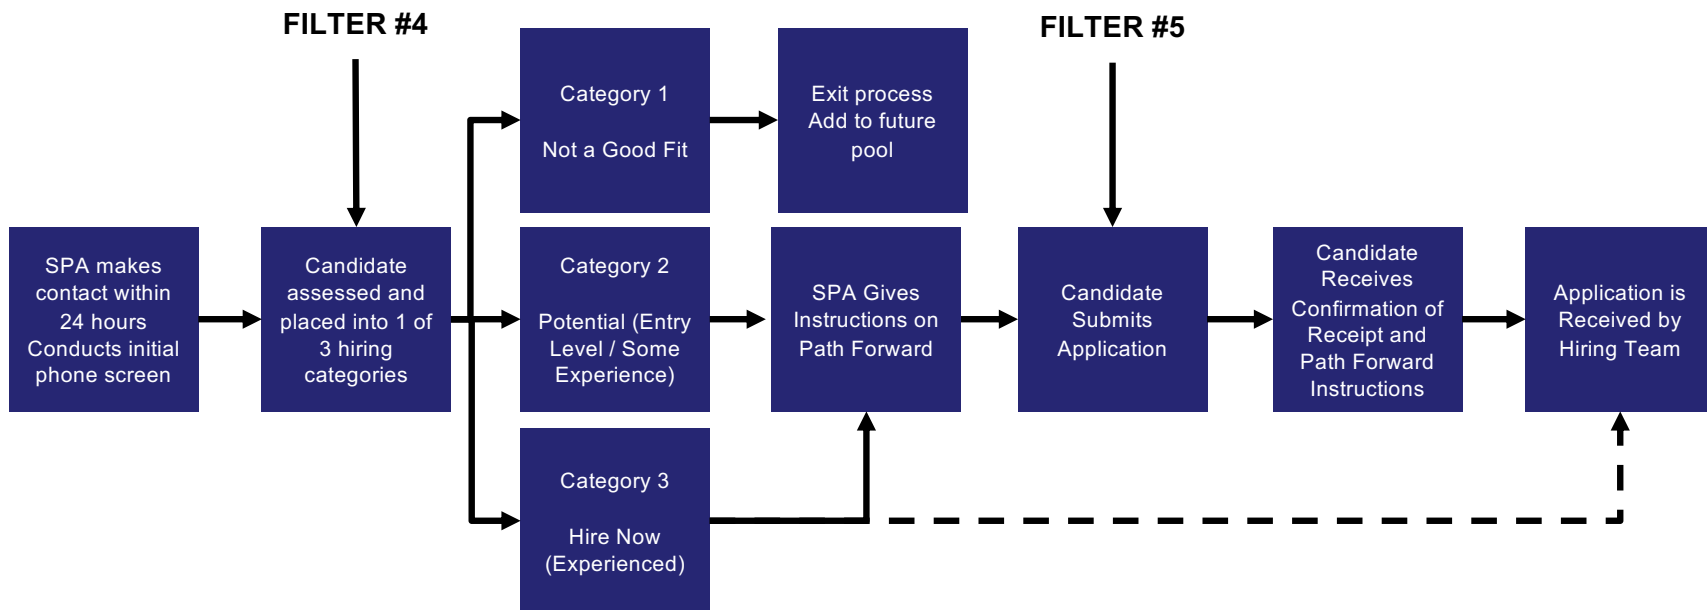 FILTER #4
FILTER #5
Category 1
Not a Good Fit
Exit process
Add to future
pool
SPA makes
contact within
24 hours
Conducts initial
phone screen
Candidate
assessed and
placed into 1 of
3 hiring
categories
Category 2
Potential (Entry
Level / Some
Experience)
SPA Gives
Instructions on
Path Forward
Candidate
Submits
Application
Candidate
Receives
Confirmation of
Receipt and
Path Forward
Instructions
Application is
Received by
Hiring Team
Category 3
Hire Now
(Experienced)